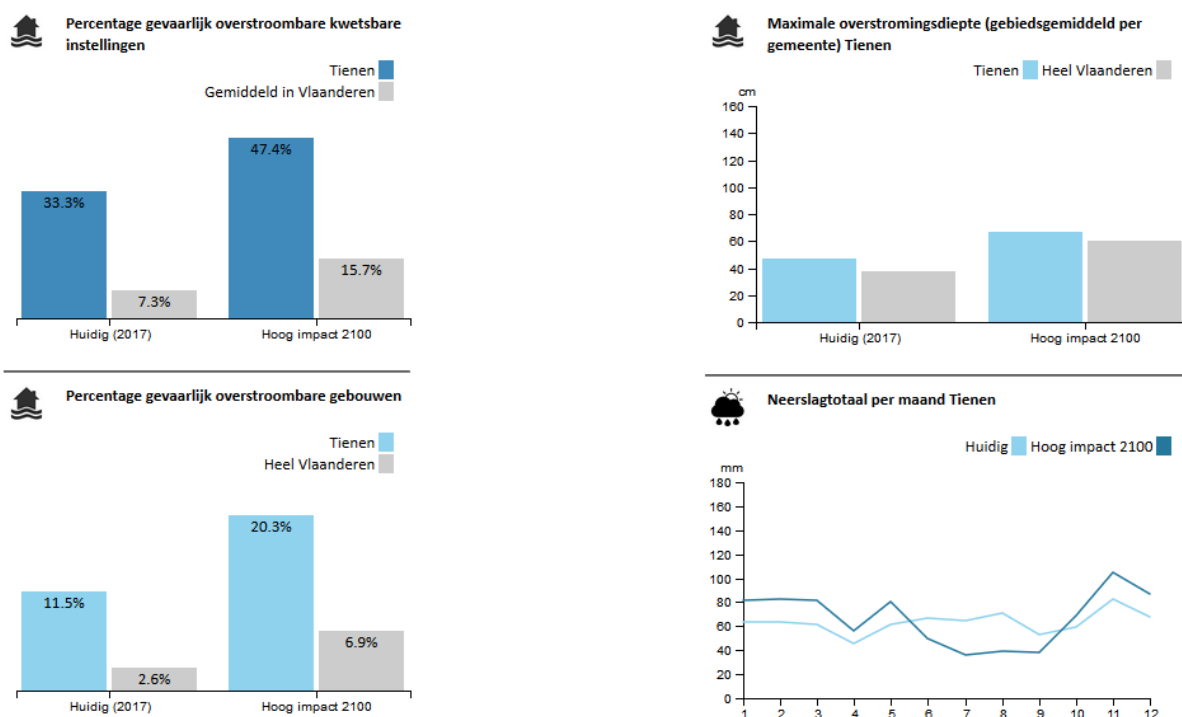 Percentage gevaarlijk overstroombare kwetsbare
instellingen
Tienen
Gemiddeld in Vlaanderen
33.3%
7.3%
47.4%
15.7%
Huidig (2017)
Hoog impact 2100
Maximale overstromingsdiepte (gebiedsgemiddeld per
gemeente) Tienen
Tienen Heel Vlaanderen
cm
160
140
120
100
80
60
40
20
0
Huidig (2017)
Hoog impact 2100
Percentage gevaarlijk overstroombare gebouwen
Tienen
Heel Vlaanderen
11.5%
2.6%
20.3%
6.9%
Huidig (2017)
Hoog impact 2100
Neerslagtotaal per maand Tienen
Huidig Hoog impact 2100
mm
180
160
140
120
100
80
60
40
20
0
1 2 3 4 5 6 7 8 9 10 11 12